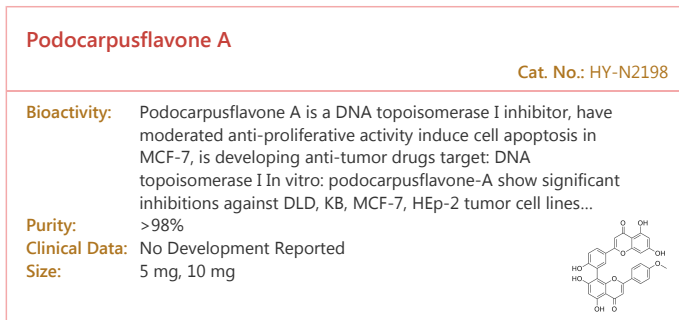 Podocarpusflavone A
Cat. No.: HY-N2198
Bioactivity: Podocarpusflavone A is a DNA topoisomerase I inhibitor, have
moderated anti-proliferative activity induce cell apoptosis in
MCF-7, is developing anti-tumor drugs target: DNA
topoisomerase I In vitro: podocarpusflavone-A show significant
inhibitions against DLD, KB, MCF-7, HEp-2 tumor cell lines...
Purity: >98%
Clinical Data: No Development Reported
Size: 5 mg, 10 mg
O OH
O OH
HO
HO O O
OH O